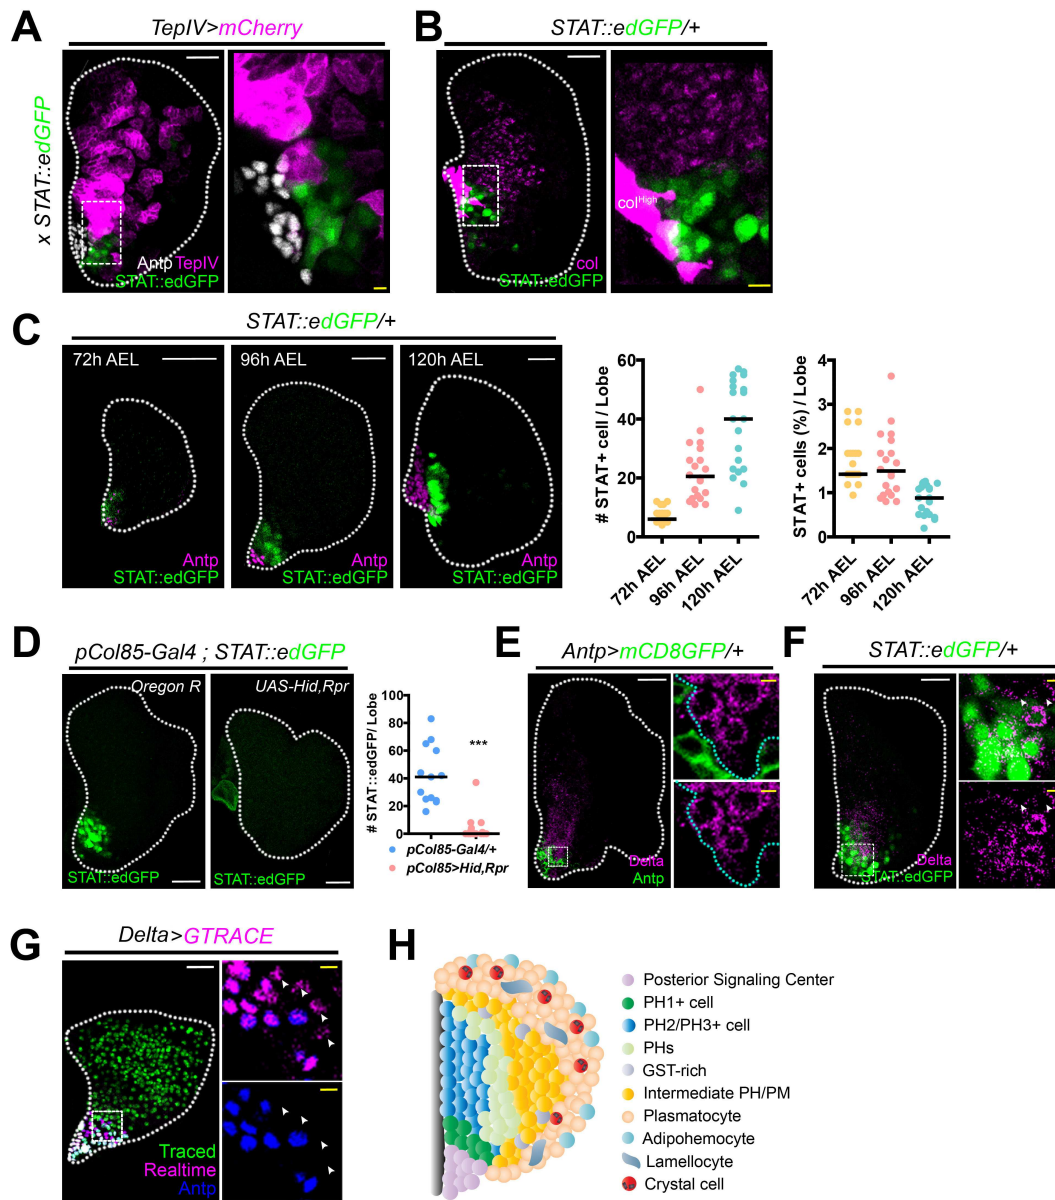 A
TepIV>mCherry
x STAT::edGFP
Antp TepIV
STAT::edGFP
B
STAT::edGFP/+
col
STAT::edGFP
colHigh
C
STAT::edGFP/+
72h AEL
96h AEL
120h AEL
Antp
STAT::edGFP
Antp
STAT::edGFP
Antp
STAT::edGFP
# STAT+ cell / Lobe
60
40
20
0
72h AEL
96h AEL
120h AEL
STAT+ cells (%) / Lobe
4
3
2
1
0
72h AEL
96h AEL
120h AEL
D
pCol85-Gal4 ; STAT::edGFP
Oregon R
UAS-Hid,Rpr
STAT::edGFP
STAT::edGFP
# STAT::edGFP/ Lobe
100
80
60
40
20
0
***
pCol85-Gal4/+
pCol85>Hid,Rpr
E
Antp>mCD8GFP/+
Delta
Antp
F
STAT::edGFP/+
Delta
STAT::edGFP
G
Delta>GTRACE
Traced
Realtime
Antp
H
Posterior Signaling Center
PH1+ cell
PH2/PH3+ cell
PHs
GST-rich
Intermediate PH/PM
Plasmatocyte
Adipohemocyte
Lamellocyte
Crystal cell